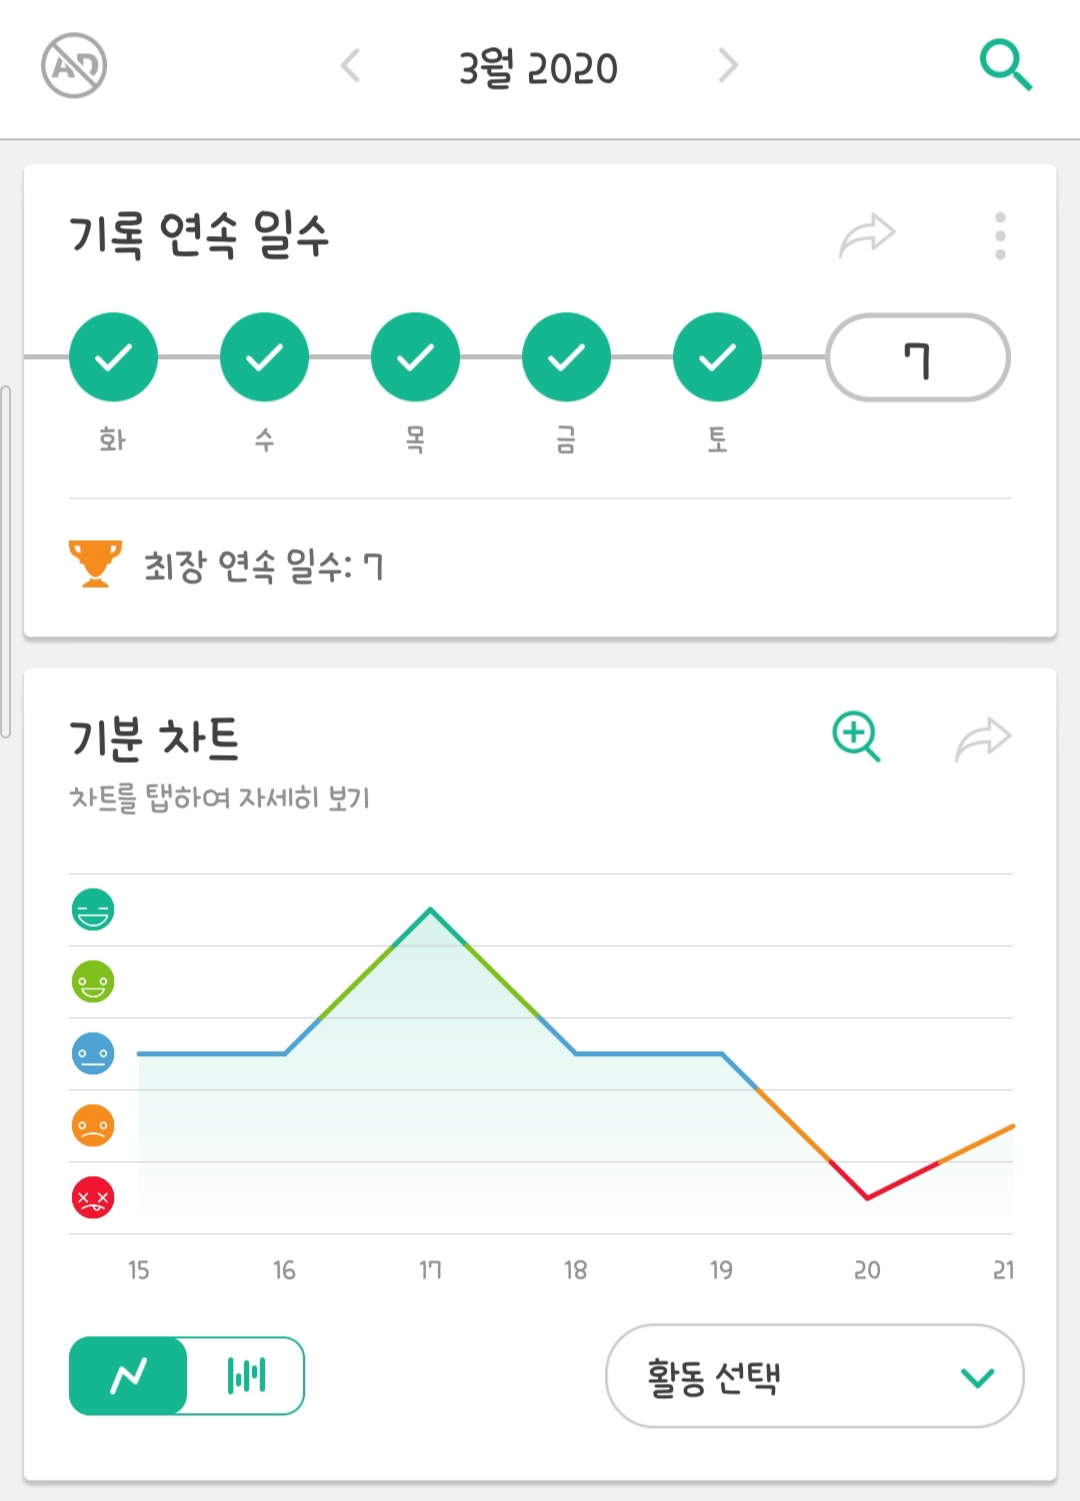 AD
3월 2020
기록 연속 일수
7
화 수 목 금 토
최장 연속 일수: 7
기분 차트
차트를 탭하여 자세히 보기
15 16 17 18 19 20 21
활동 선택